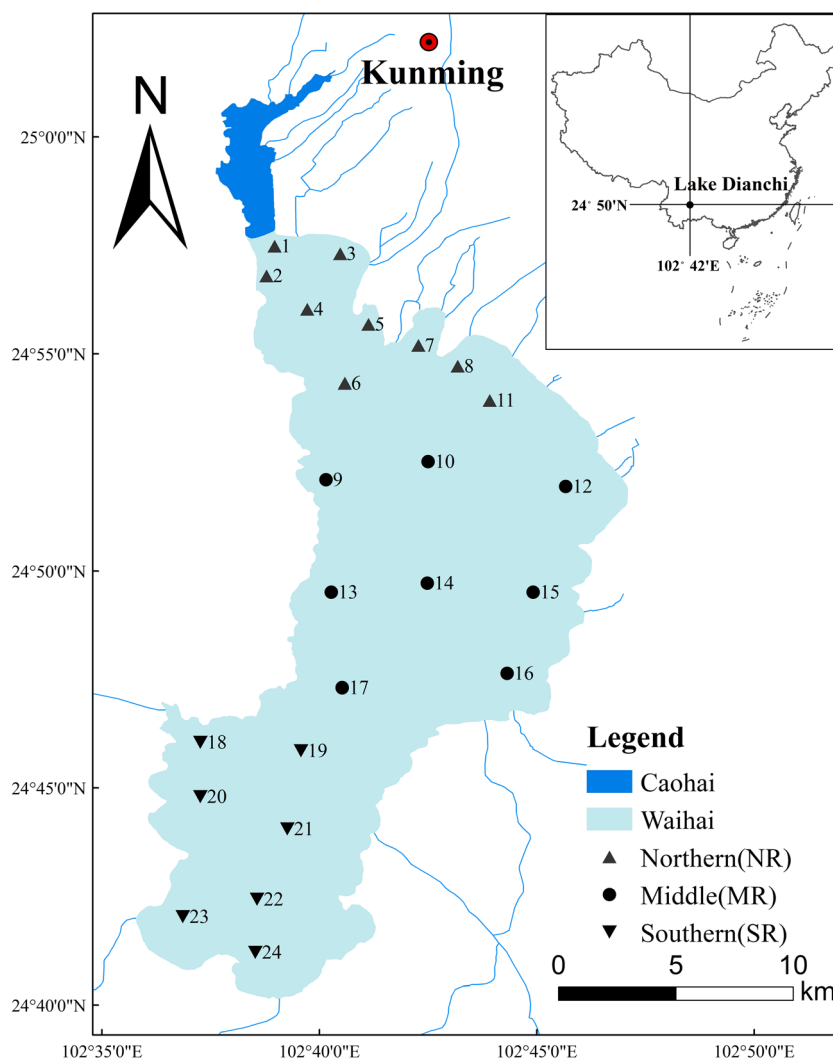 Kunming
N
25°0'0"N
24°55'0"N
24°50'0"N
24°45'0"N
24°40'0"N
Lake Dianchi
24° 50'N
102° 42'E
1
3
2
4
5
7
8
6
11
10
9
12
14
13
15
16
17
18
19
20
21
22
23
24
Legend
Caohai
Waihai
Northern(NR)
Middle(MR)
Southern(SR)
0 5 10
km
102°35'0"E 102°40'0"E 102°45'0"E 102°50'0"E